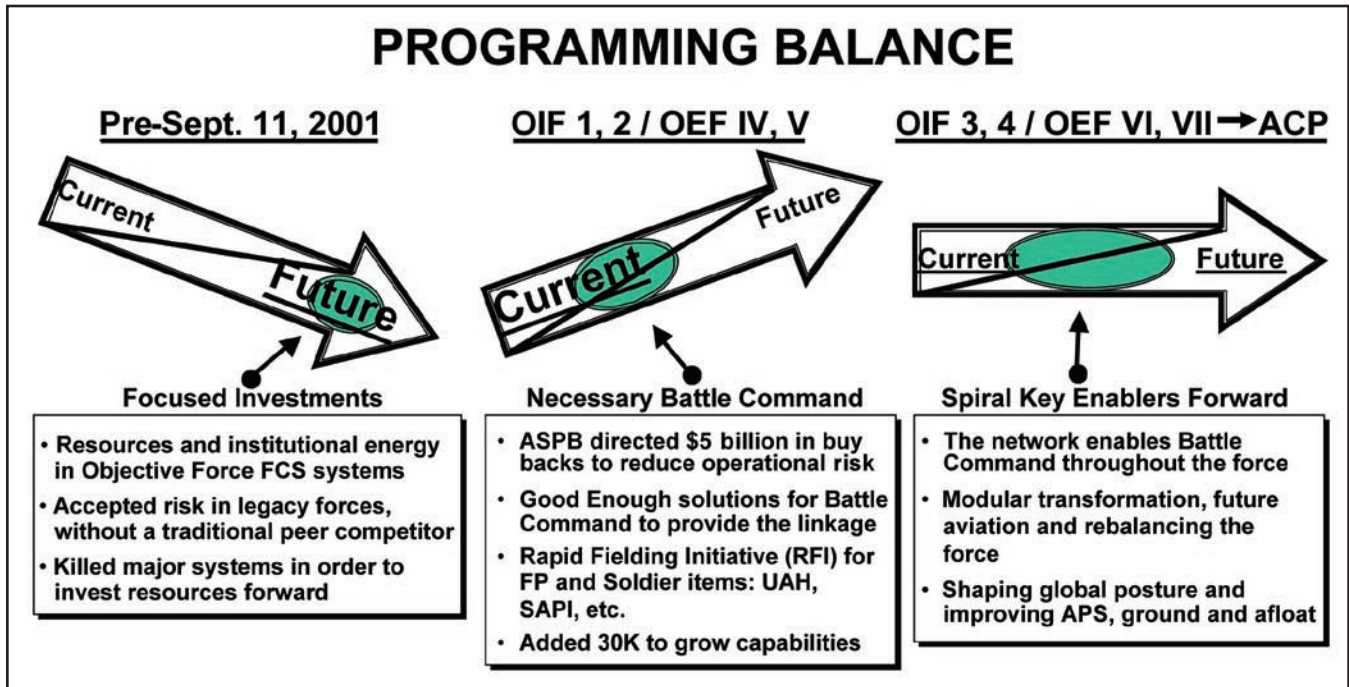 PROGRAMMING BALANCE
Pre-Sept. 11, 2001
Current
Future
Focused Investments
• Resources and institutional energy
in Objective Force FCS systems
• Accepted risk in legacy forces,
without a traditional peer competitor
• Killed major systems in order to
invest resources forward
OIF 1, 2 / OEF IV, V
Current
Future
Necessary Battle Command
• ASPB directed $5 billion in buy
backs to reduce operational risk
• Good Enough solutions for Battle
Command to provide the linkage
• Rapid Fielding Initiative (RFI) for
FP and Soldier items: UAH,
SAPI, etc.
• Added 30K to grow capabilities
OIF 3, 4 / OEF VI, VII → ACP
Current
Future
Spiral Key Enablers Forward
• The network enables Battle
Command throughout the force
• Modular transformation, future
aviation and rebalancing the
force
• Shaping global posture and
improving APS, ground and afloat